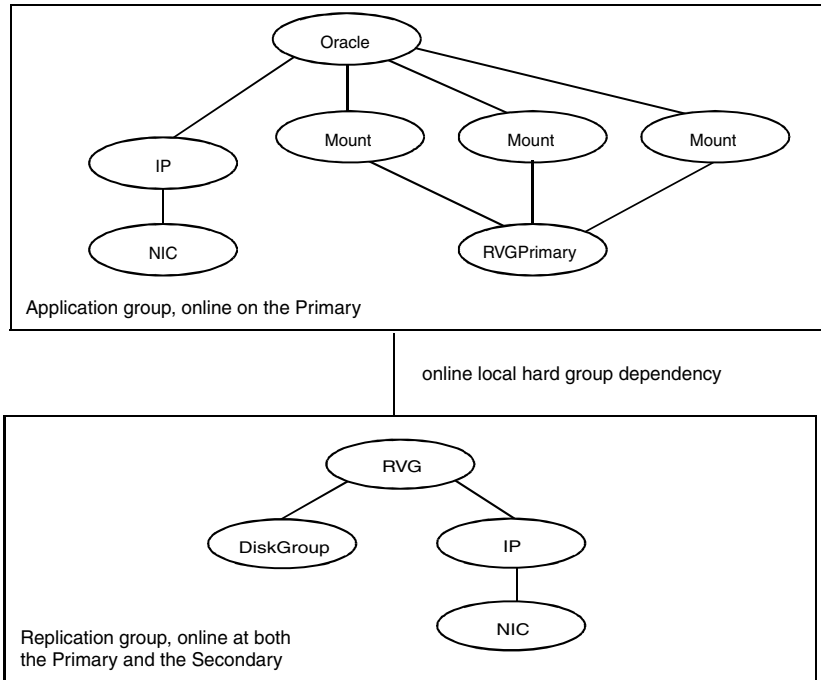 Oracle
Mount
Mount
Mount
IP
NIC
RVGPrimary
Application group, online on the Primary
online local hard group dependency
RVG
DiskGroup
IP
NIC
Replication group, online at both
the Primary and the Secondary